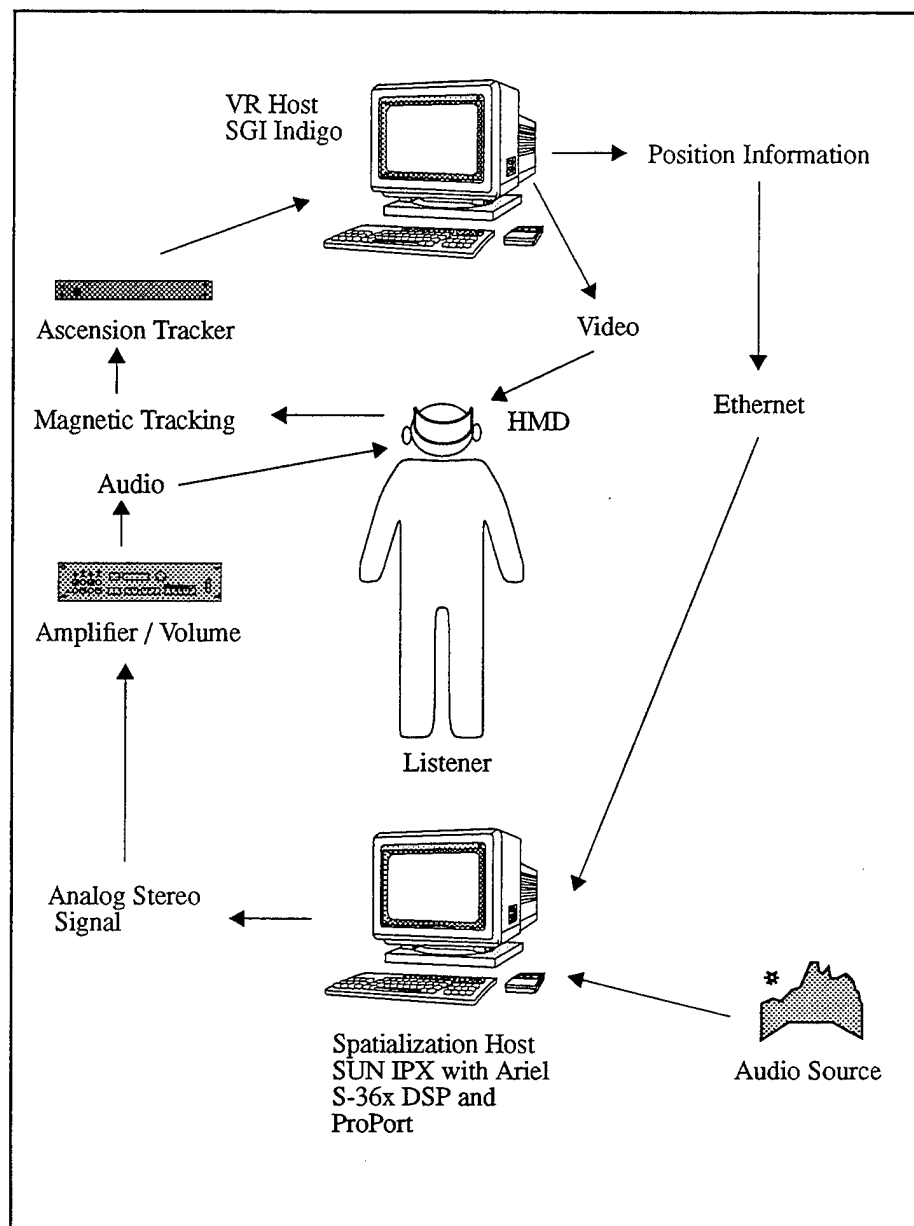 VR Host
SGI Indigo
Position Information
Ascension Tracker
Video
Magnetic Tracking
HMD
Ethernet
Audio
Amplifier / Volume
Listener
Analog Stereo
Signal
Spatialization Host
SUN IPX with Ariel
S-36x DSP and
ProPort
Audio Source